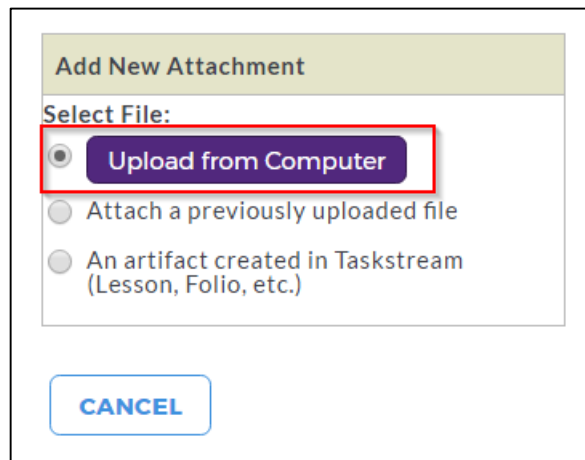 Add New Attachment
Select File:
Upload from Computer
Attach a previously uploaded file
An artifact created in Taskstream
(Lesson, Folio, etc.)
CANCEL